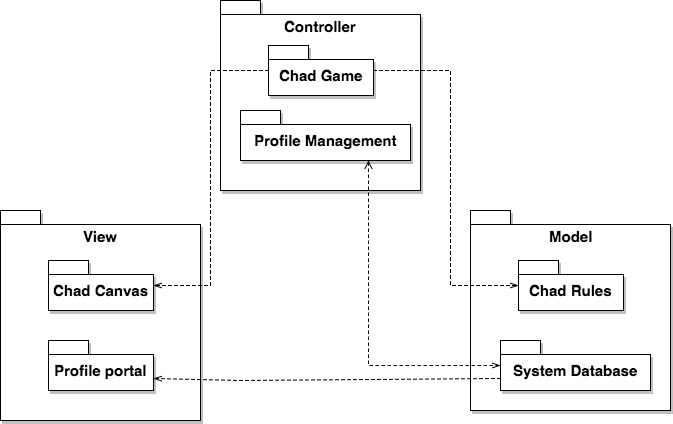 Controller
Chad Game
Profile Management
View
Chad Canvas
Profile portal
Model
Chad Rules
System Database